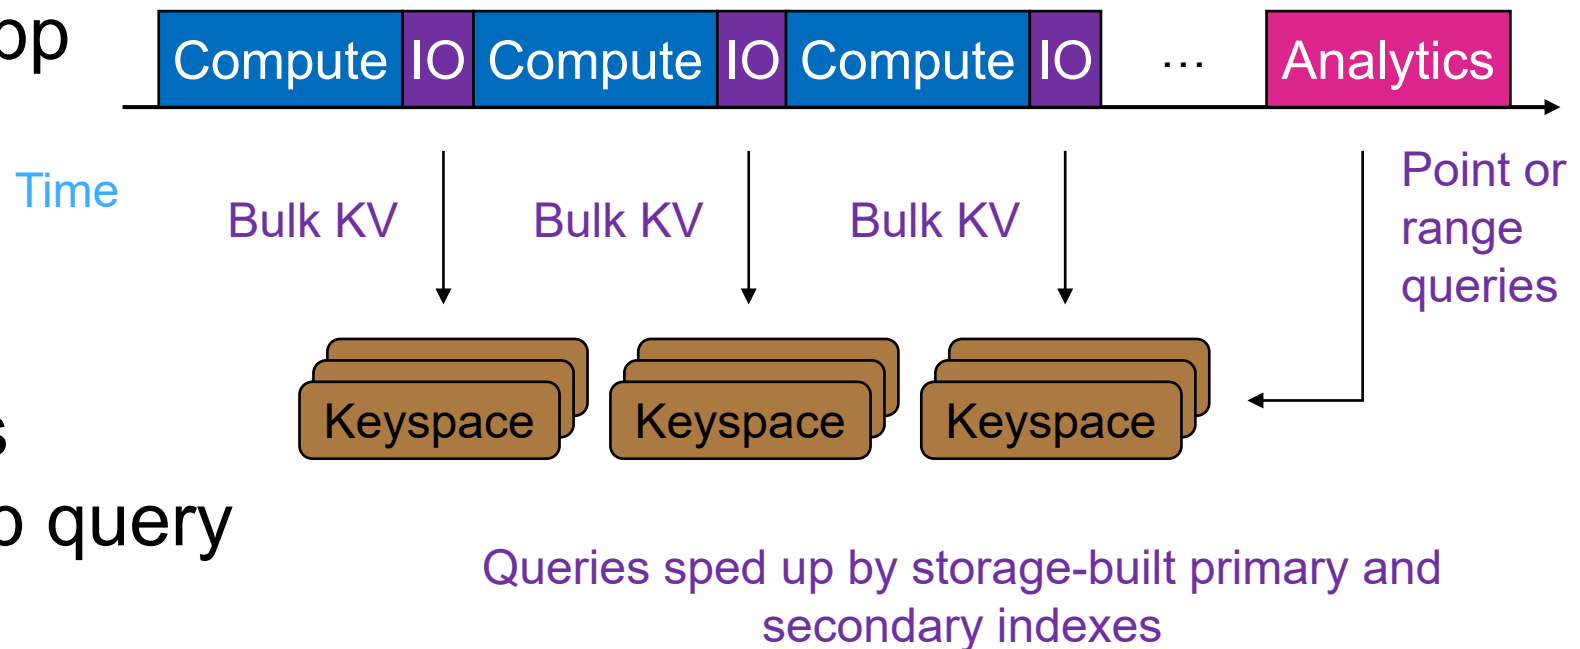 pp
Compute IO Compute IO Compute IO ... Analytics
Time
Bulk KV Bulk KV Bulk KV
Point or
range
queries
Keyspace Keyspace Keyspace
s
query
Queries sped up by storage-built primary and
secondary indexes